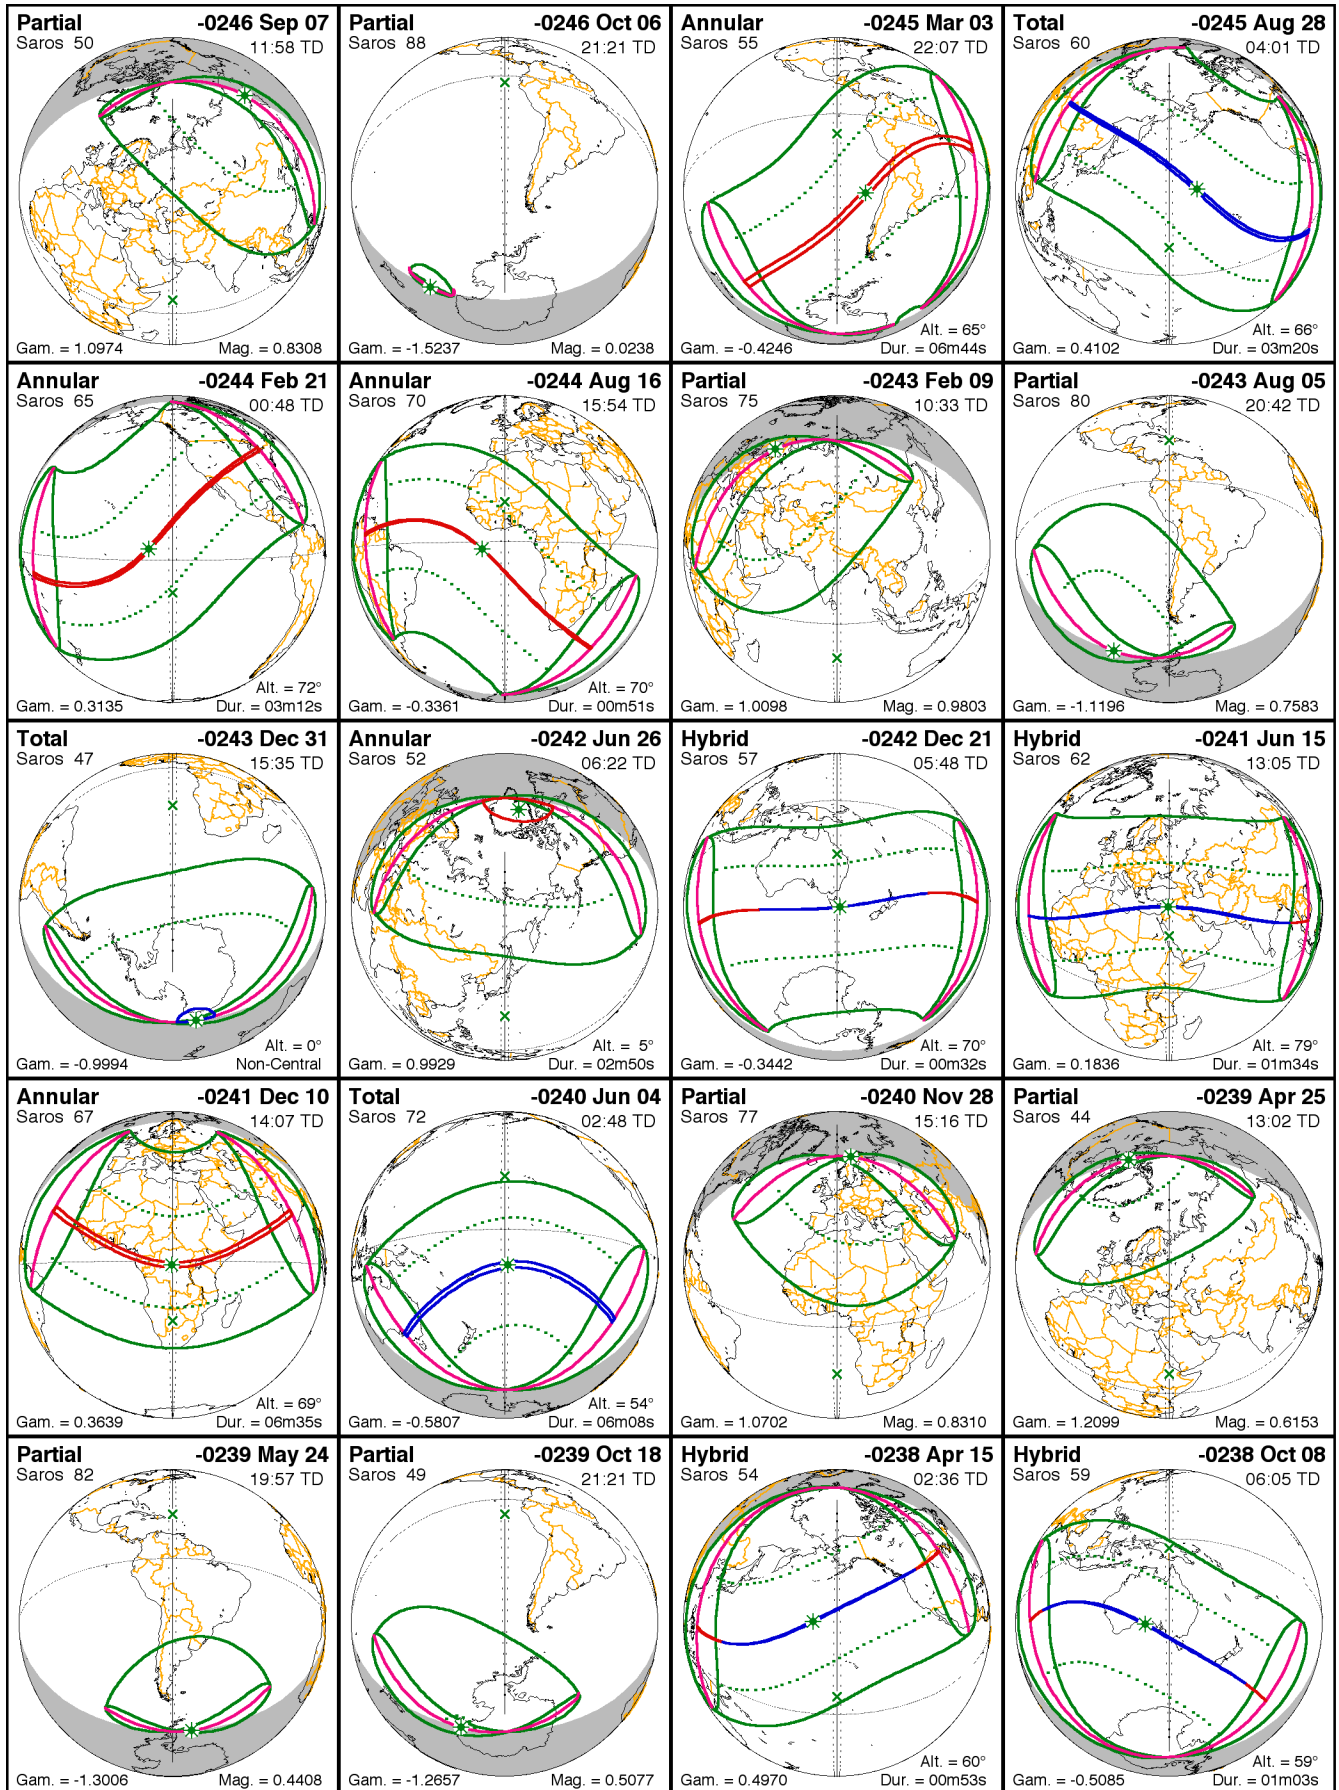 Partial -0246 Sep 07
Saros 50 11:58 TD
Gam. = 1.0974 Mag. = 0.8308
Partial -0246 Oct 06
Saros 88 21:21 TD
Gam. = -1.5237 Mag. = 0.0238
Annular -0245 Mar 03
Saros 55 22:07 TD
Alt. = 65°
Gam. = -0.4246 Dur. = 06m44s
Total -0245 Aug 28
Saros 60 04:01 TD
Alt. = 66°
Gam. = 0.4102 Dur. = 03m20s
Annular -0244 Feb 21
Saros 65 00:48 TD
Alt. = 72°
Gam. = 0.3135 Dur. = 03m12s
Annular -0244 Aug 16
Saros 70 15:54 TD
Alt. = 70°
Gam. = -0.3361 Dur. = 00m51s
Partial -0243 Feb 09
Saros 75 10:33 TD
Gam. = 1.0098 Mag. = 0.9803
Partial -0243 Aug 05
Saros 80 20:42 TD
Gam. = -1.1196 Mag. = 0.7583
Total -0243 Dec 31
Saros 47 15:35 TD
Alt. = 0°
Gam. = -0.9994 Non-Central
Annular -0242 Jun 26
Saros 52 06:22 TD
Alt. = 5°
Gam. = 0.9929 Dur. = 02m50s
Hybrid -0242 Dec 21
Saros 57 05:48 TD
Alt. = 70°
Gam. = -0.3442 Dur. = 00m32s
Hybrid -0241 Jun 15
Saros 62 13:05 TD
Alt. = 79°
Gam. = 0.1836 Dur. = 01m34s
Annular -0241 Dec 10
Saros 67 14:07 TD
Alt. = 69°
Gam. = 0.3639 Dur. = 06m35s
Total -0240 Jun 04
Saros 72 02:48 TD
Alt. = 54°
Gam. = -0.5807 Dur. = 06m08s
Partial -0240 Nov 28
Saros 77 15:16 TD
Gam. = 1.0702 Mag. = 0.8310
Partial -0239 Apr 25
Saros 44 13:02 TD
Gam. = 1.2099 Mag. = 0.6153
Partial -0239 May 24
Saros 82 19:57 TD
Gam. = -1.3006 Mag. = 0.4408
Partial -0239 Oct 18
Saros 49 21:21 TD
Gam. = -1.2657 Mag. = 0.5077
Hybrid -0238 Apr 15
Saros 54 02:36 TD
Alt. = 60°
Gam. = 0.4970 Dur. = 00m53s
Hybrid -0238 Oct 08
Saros 59 06:05 TD
Alt. = 59°
Gam. = -0.5085 Dur. = 01m03s